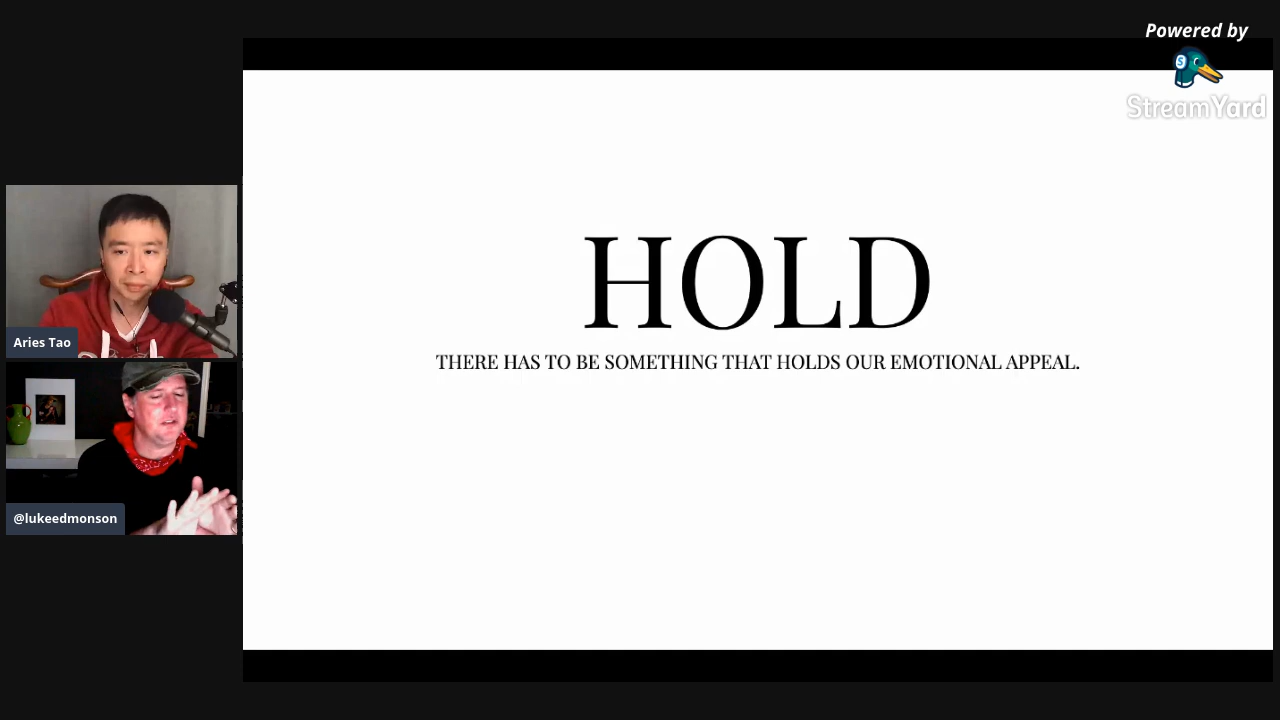 Powered by
StreamYard
HOLD
THERE HAS TO BE SOMETHING THAT HOLDS OUR EMOTIONAL APPEAL.
Aries Tao
@lukeedmonson